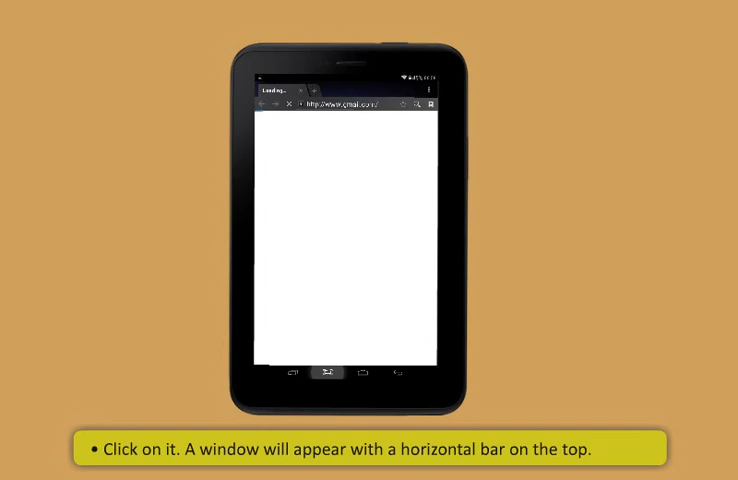 Loading...
http://www.gmail.com/
• Click on it. A window will appear with a horizontal bar on the top.